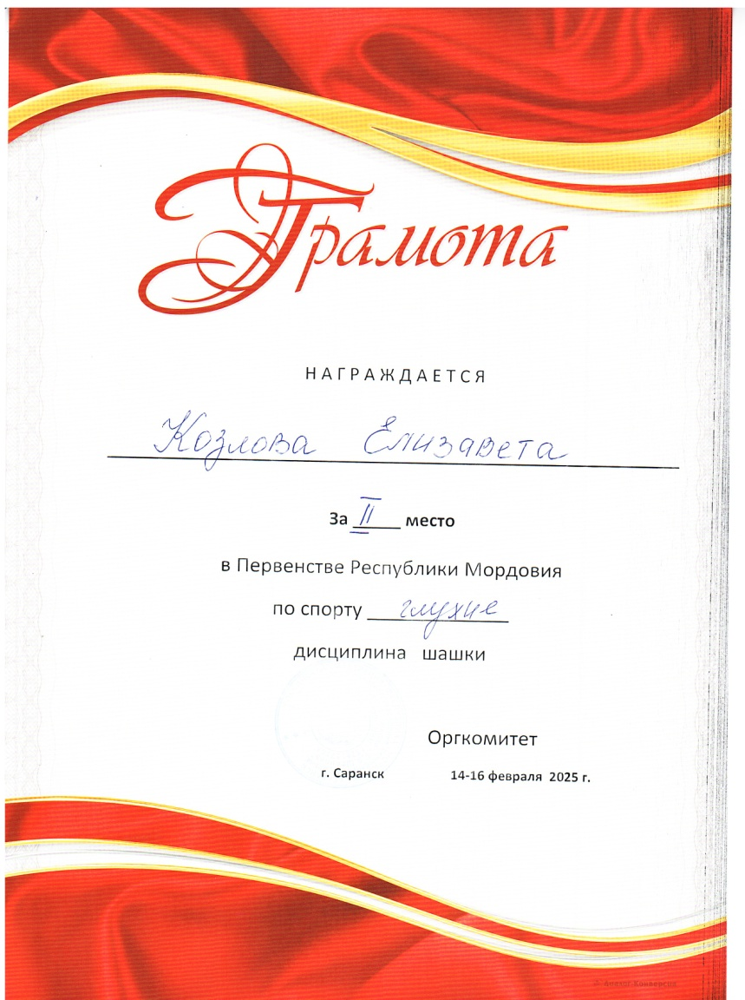 Грамота
НАГРАЖДАЕТСЯ
Козлова Елизавета
За II место
в Первенстве Республики Мордовия
по спорту глухие
дисциплина шашки
Оргкомитет
г. Саранск 14-16 февраля 2025 г.